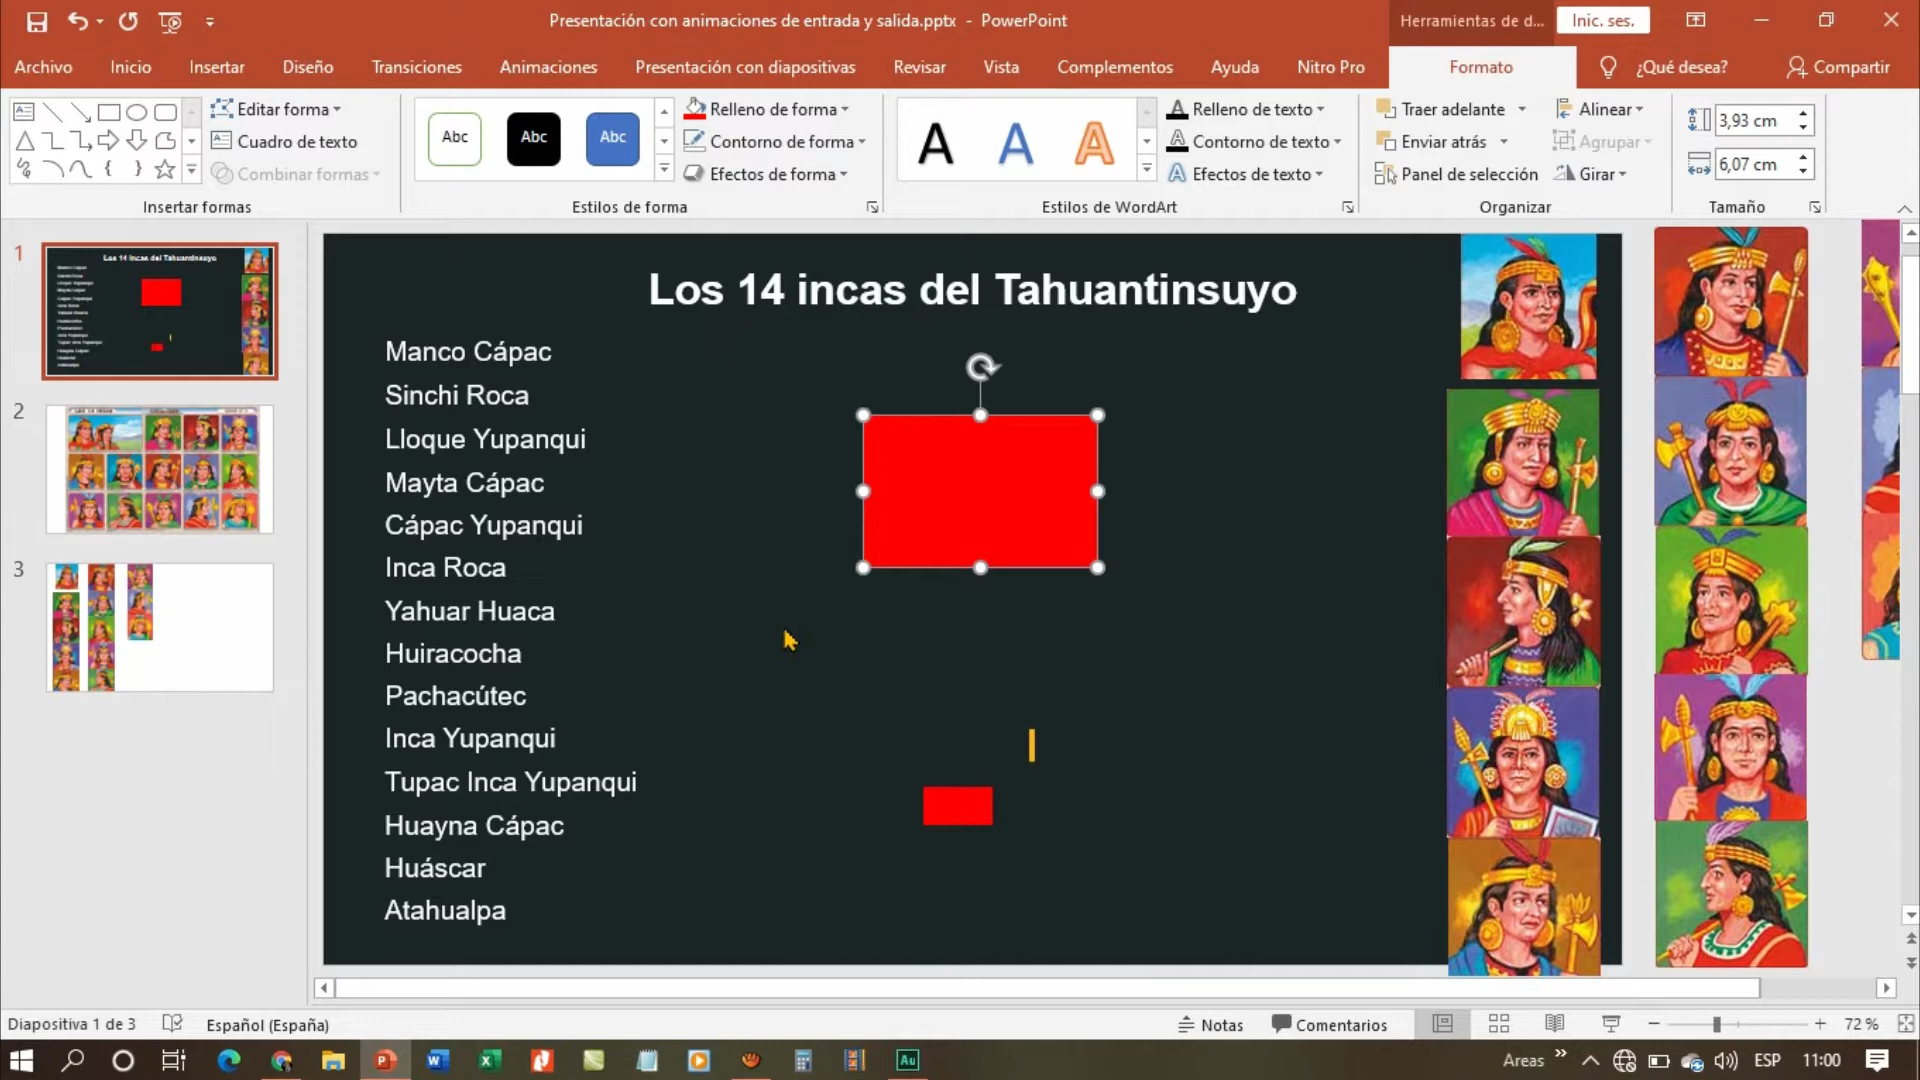 Presentación con animaciones de entrada y salida.pptx - PowerPoint
Herramientas de d...
Inic. ses.
Archivo
Inicio
Insertar
Diseño
Transiciones
Animaciones
Presentación con diapositivas
Revisar
Vista
Complementos
Ayuda
Nitro Pro
Formato
¿Qué desea?
Compartir
Editar forma
Cuadro de texto
Combinar formas
Insertar formas
Abc
Abc
Abc
Relleno de forma
Contorno de forma
Efectos de forma
Estilos de forma
A
A
A
Relleno de texto
Contorno de texto
Efectos de texto
Estilos de WordArt
Traer adelante
Enviar atrás
Panel de selección
Alinear
Agrupar
Girar
Organizar
3,93 cm
6,07 cm
Tamaño
1
2
3
Los 14 incas del Tahuantinsuyo
Los 14 incas del Tahuantinsuyo
Manco Cápac
Sinchi Roca
Lloque Yupanqui
Mayta Cápac
Cápac Yupanqui
Inca Roca
Yahuar Huaca
Huiracocha
Pachacútec
Inca Yupanqui
Tupac Inca Yupanqui
Huayna Cápac
Huáscar
Atahualpa
Diapositiva 1 de 3
Español (España)
Notas
Comentarios
72 %
Areas
ESP
11:00